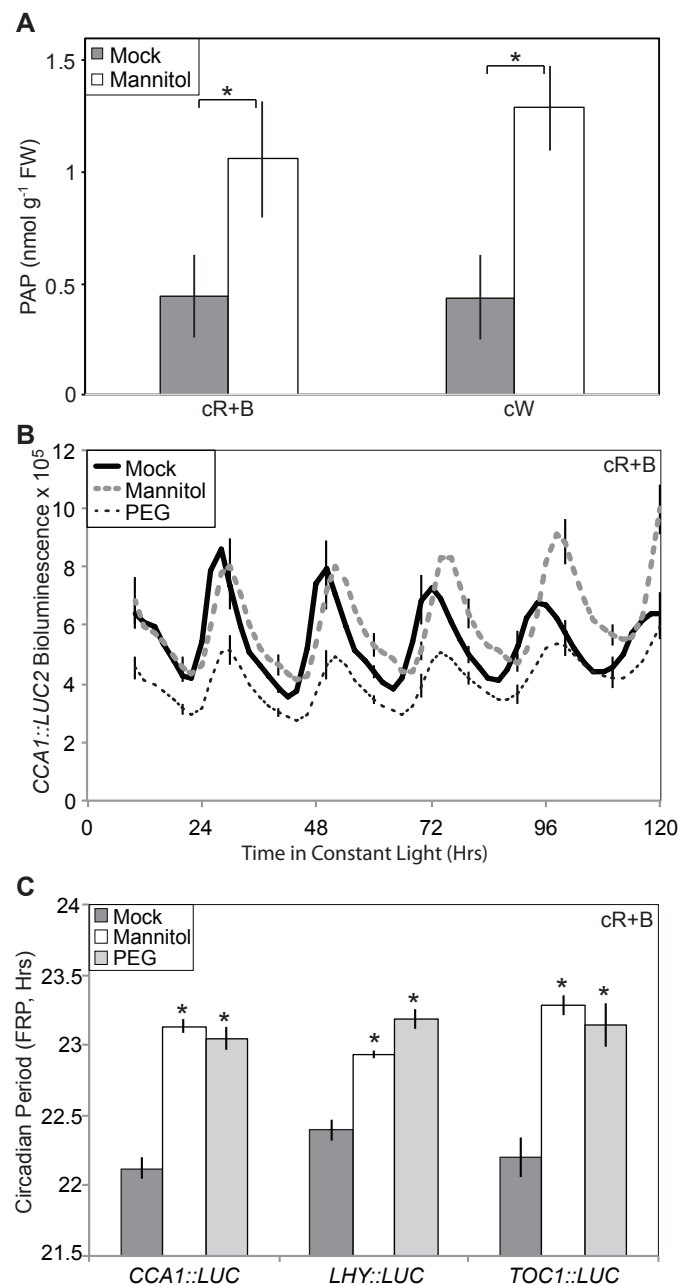 A
Mock
Mannitol
*
*
1.5
1
0.5
0
PAP (nmol g⁻¹ FW)
cR+B
cW
B
Mock
Mannitol
PEG
cR+B
12
10
8
6
4
2
0
CCA1::LUC2 Bioluminescence x 10⁵
0 24 48 72 96 120
Time in Constant Light (Hrs)
C
Mock
Mannitol
PEG
cR+B
24
23.5
23
22.5
22
21.5
Circadian Period (FRP, Hrs)
* * * * * *
CCA1::LUC LHY::LUC TOC1::LUC